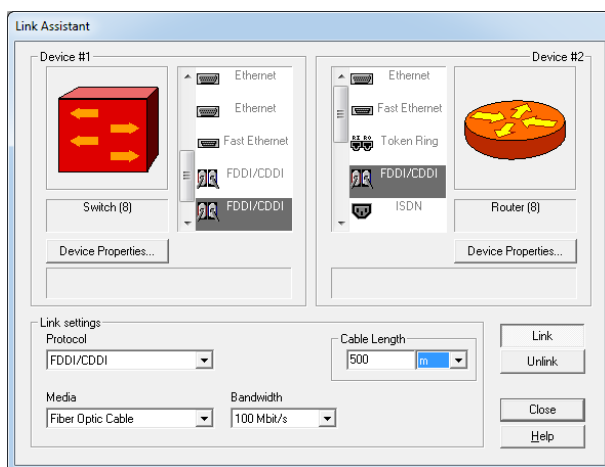 Link Assistant
Device #1
Ethernet
Ethernet
Fast Ethernet
FDDI/CDDI
FDDI/CDDI
Switch (8)
Device Properties...
Device #2
Ethernet
Fast Ethernet
RI RO
Token Ring
FDDI/CDDI
ISDN
Router (8)
Device Properties...
Link settings
Protocol
FDDI/CDDI
Cable Length
500
m
Media
Fiber Optic Cable
Bandwidth
100 Mbit/s
Link
Unlink
Close
Help